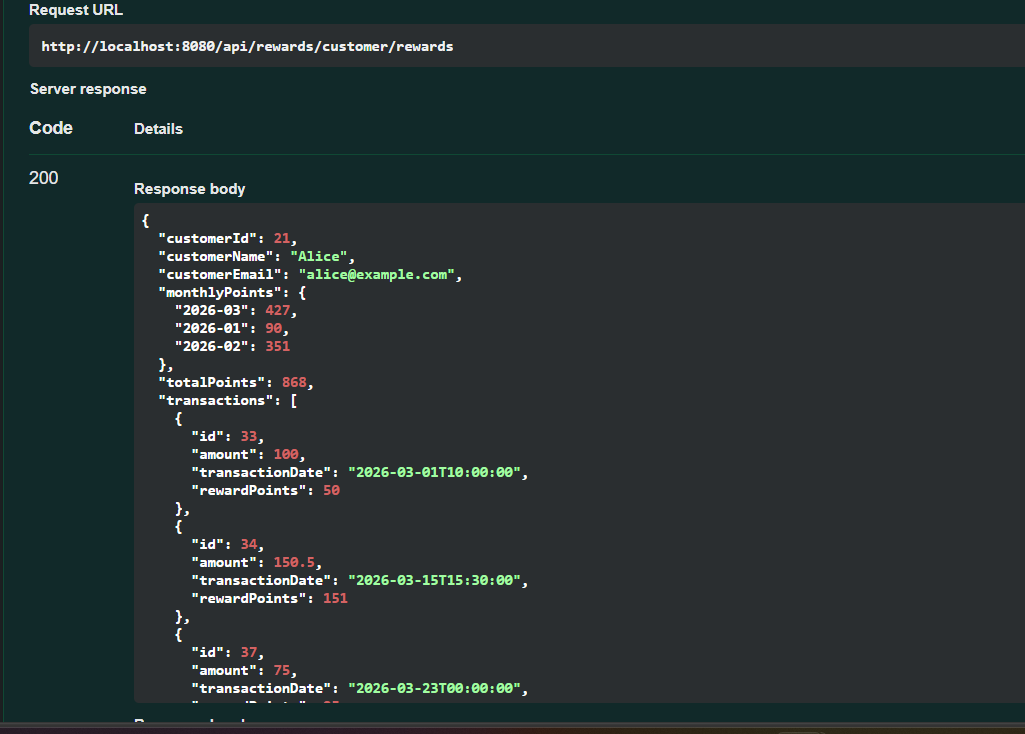 Request URL
http://localhost:8080/api/rewards/customer/rewards
Server response
Code Details
200
Response body
{
  "customerId": 21,
  "customerName": "Alice",
  "customerEmail": "alice@example.com",
  "monthlyPoints": {
    "2026-03": 427,
    "2026-01": 90,
    "2026-02": 351
  },
  "totalPoints": 868,
  "transactions": [
    {
      "id": 33,
      "amount": 100,
      "transactionDate": "2026-03-01T10:00:00",
      "rewardPoints": 50
    },
    {
      "id": 34,
      "amount": 150.5,
      "transactionDate": "2026-03-15T15:30:00",
      "rewardPoints": 151
    },
    {
      "id": 37,
      "amount": 75,
      "transactionDate": "2026-03-23T00:00:00",